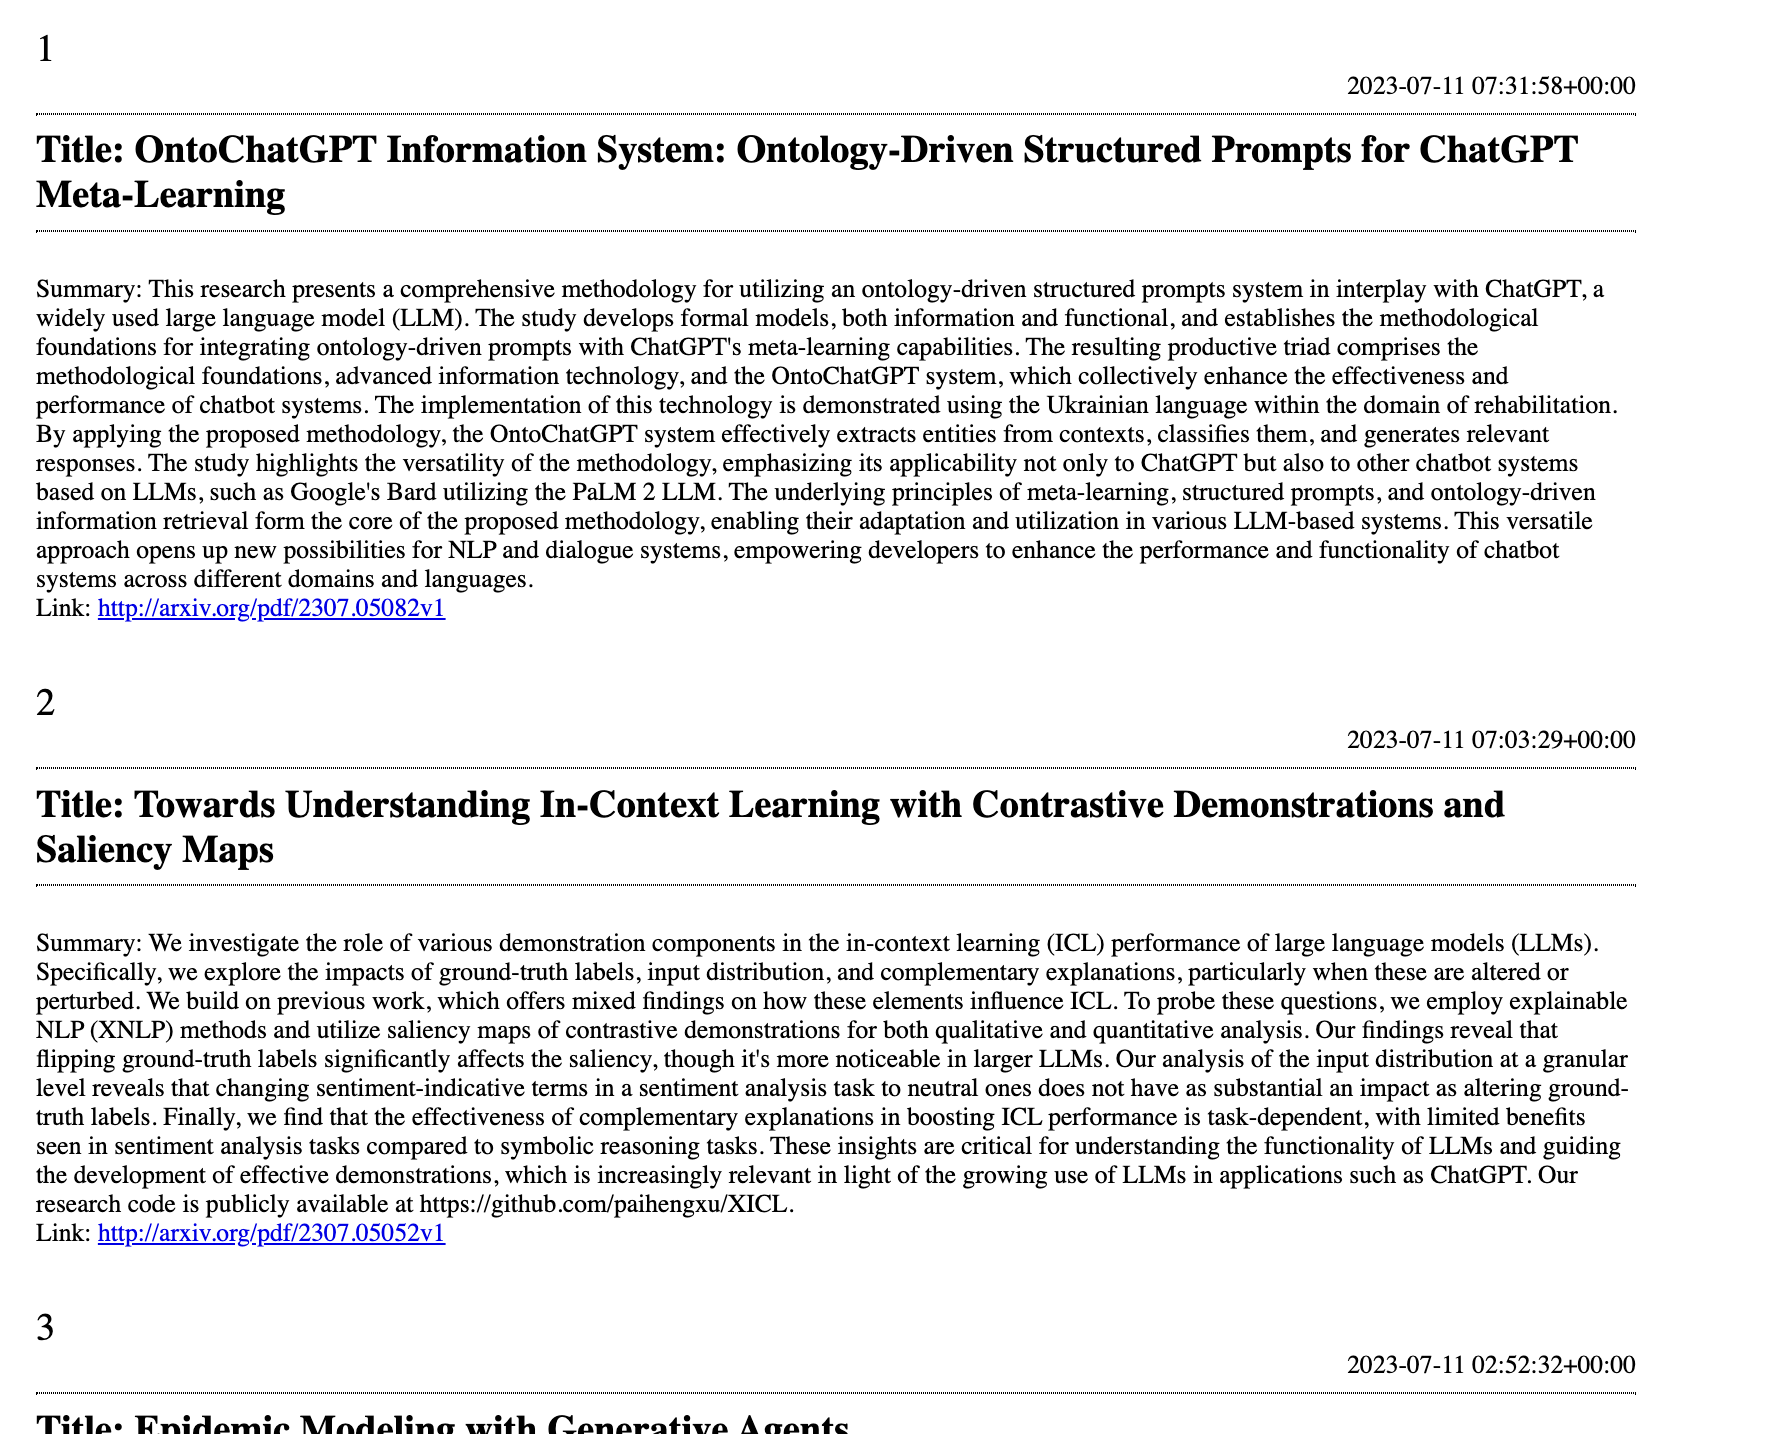 1
2023-07-11 07:31:58+00:00
Title: OntoChatGPT Information System: Ontology-Driven Structured Prompts for ChatGPT
Meta-Learning
Summary: This research presents a comprehensive methodology for utilizing an ontology-driven structured prompts system in interplay with ChatGPT, a
widely used large language model (LLM). The study develops formal models, both information and functional, and establishes the methodological
foundations for integrating ontology-driven prompts with ChatGPT's meta-learning capabilities. The resulting productive triad comprises the
methodological foundations, advanced information technology, and the OntoChatGPT system, which collectively enhance the effectiveness and
performance of chatbot systems. The implementation of this technology is demonstrated using the Ukrainian language within the domain of rehabilitation.
By applying the proposed methodology, the OntoChatGPT system effectively extracts entities from contexts, classifies them, and generates relevant
responses. The study highlights the versatility of the methodology, emphasizing its applicability not only to ChatGPT but also to other chatbot systems
based on LLMs, such as Google's Bard utilizing the PaLM 2 LLM. The underlying principles of meta-learning, structured prompts, and ontology-driven
information retrieval form the core of the proposed methodology, enabling their adaptation and utilization in various LLM-based systems. This versatile
approach opens up new possibilities for NLP and dialogue systems, empowering developers to enhance the performance and functionality of chatbot
systems across different domains and languages.
Link: http://arxiv.org/pdf/2307.05082v1
2
2023-07-11 07:03:29+00:00
Title: Towards Understanding In-Context Learning with Contrastive Demonstrations and
Saliency Maps
Summary: We investigate the role of various demonstration components in the in-context learning (ICL) performance of large language models (LLMs).
Specifically, we explore the impacts of ground-truth labels, input distribution, and complementary explanations, particularly when these are altered or
perturbed. We build on previous work, which offers mixed findings on how these elements influence ICL. To probe these questions, we employ explainable
NLP (XNLP) methods and utilize saliency maps of contrastive demonstrations for both qualitative and quantitative analysis. Our findings reveal that
flipping ground-truth labels significantly affects the saliency, though it's more noticeable in larger LLMs. Our analysis of the input distribution at a granular
level reveals that changing sentiment-indicative terms in a sentiment analysis task to neutral ones does not have as substantial an impact as altering ground-
truth labels. Finally, we find that the effectiveness of complementary explanations in boosting ICL performance is task-dependent, with limited benefits
seen in sentiment analysis tasks compared to symbolic reasoning tasks. These insights are critical for understanding the functionality of LLMs and guiding
the development of effective demonstrations, which is increasingly relevant in light of the growing use of LLMs in applications such as ChatGPT. Our
research code is publicly available at https://github.com/paihengxu/XICL.
Link: http://arxiv.org/pdf/2307.05052v1
3
2023-07-11 02:52:32+00:00
Title: Epidemic Modeling with Generative Agents